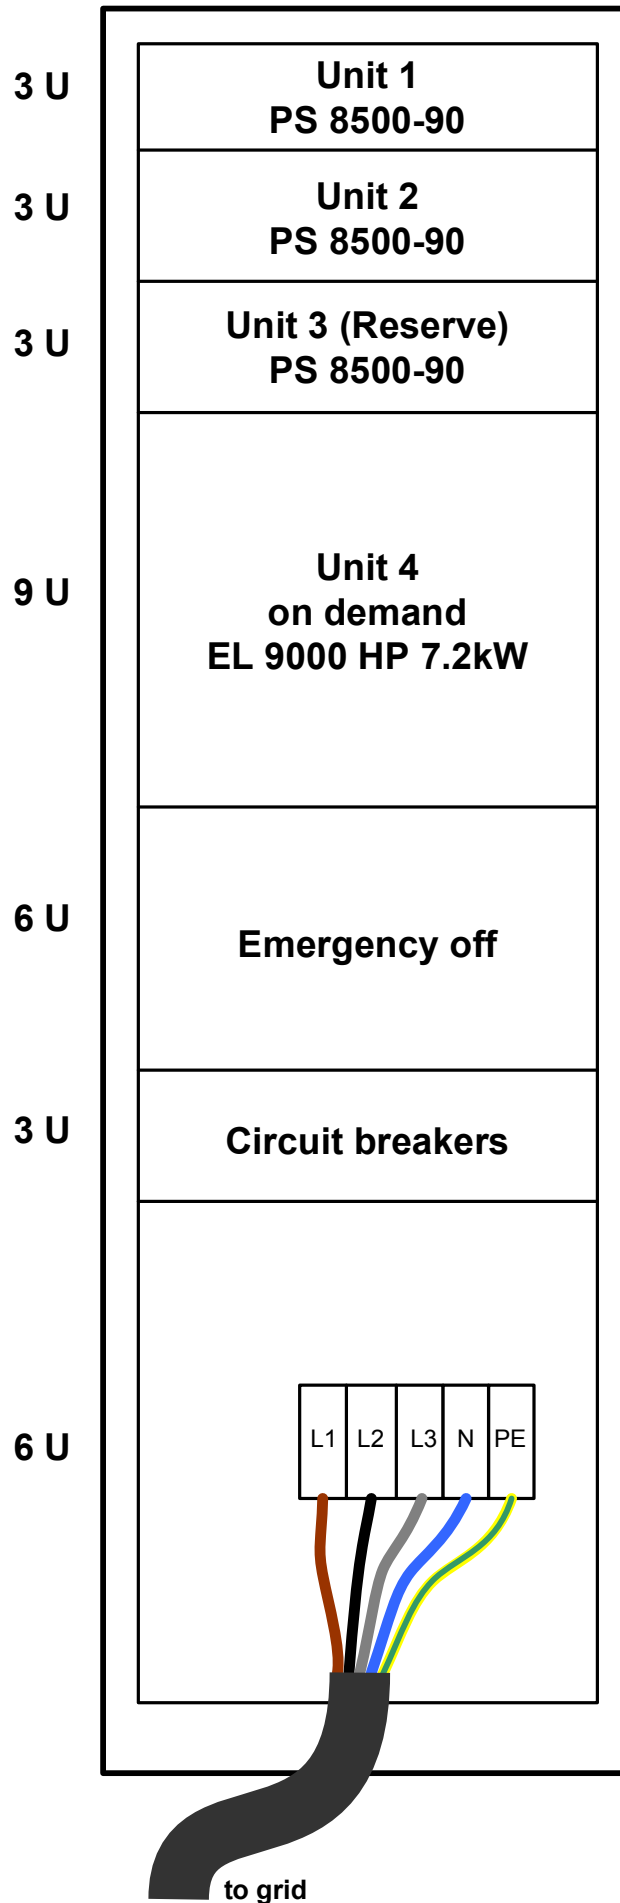 3 U
Unit 1
PS 8500-90
3 U
Unit 2
PS 8500-90
3 U
Unit 3 (Reserve)
PS 8500-90
9 U
Unit 4
on demand
EL 9000 HP 7.2kW
6 U
Emergency off
3 U
Circuit breakers
6 U
L1 L2 L3 N PE
to grid